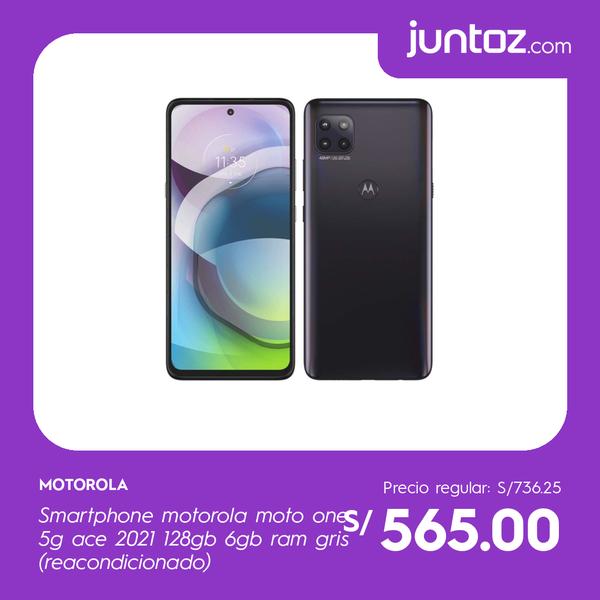 juntoz.com
11:35
MOTOROLA
Smartphone motorola moto one
5g ace 2021 128gb 6gb ram gris
(reacondicionado)
Precio regular: S/736.25
S/ 565.00